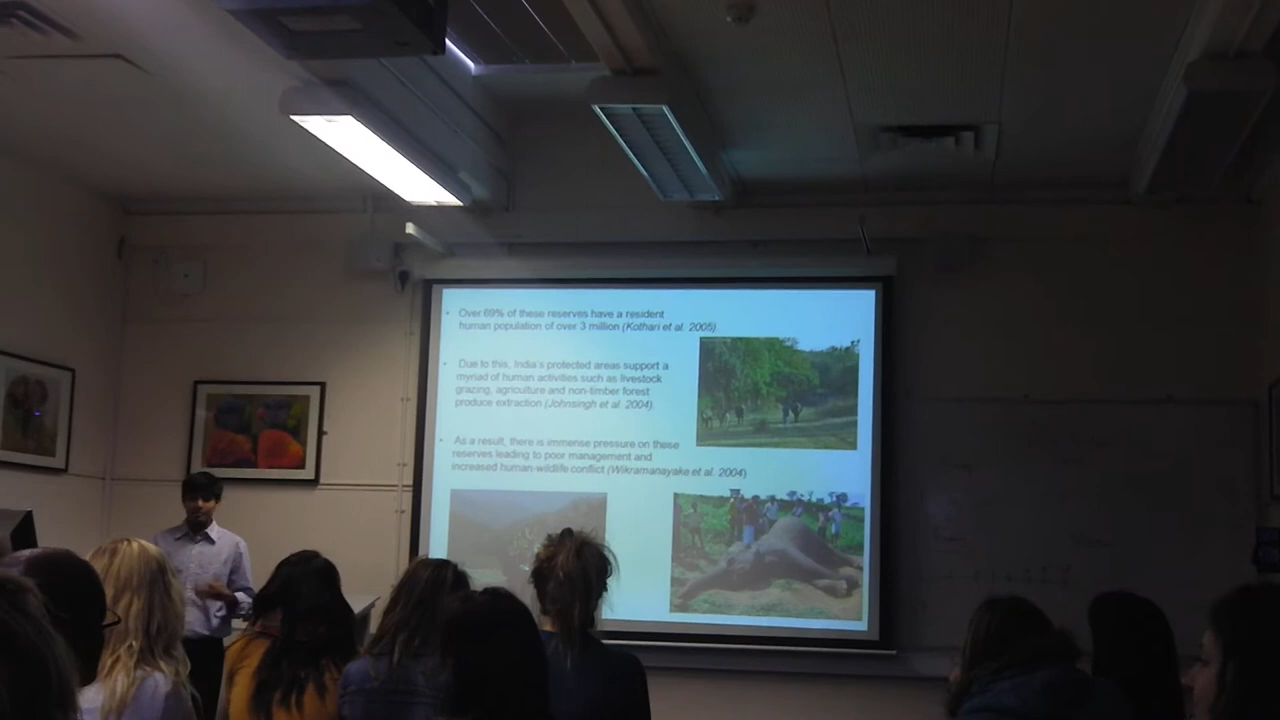 • Over 69% of these reserves have a resident
human population of over 3 million (Kothari et al. 2005)
• Due to this, India's protected areas support a
myriad of human activities such as livestock
grazing, agriculture and non-timber forest
produce extraction (Johnsingh et al. 2004)
• As a result, there is immense pressure on these
reserves leading to poor management and
increased human-wildlife conflict (Wikramanayake et al. 2004)